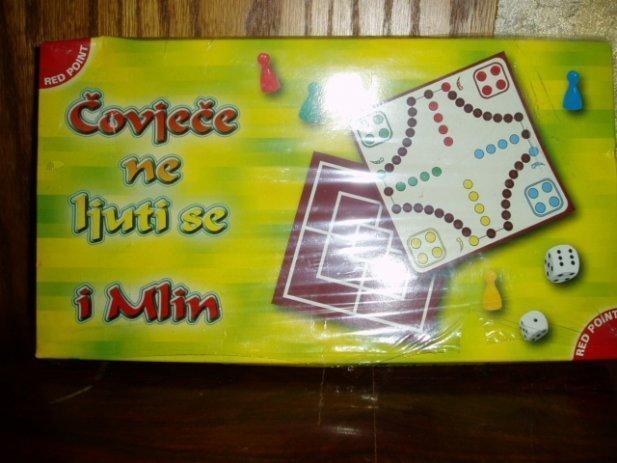 RED POINT
Čovječe
ne
ljuti se
i Mlin
RED POINT